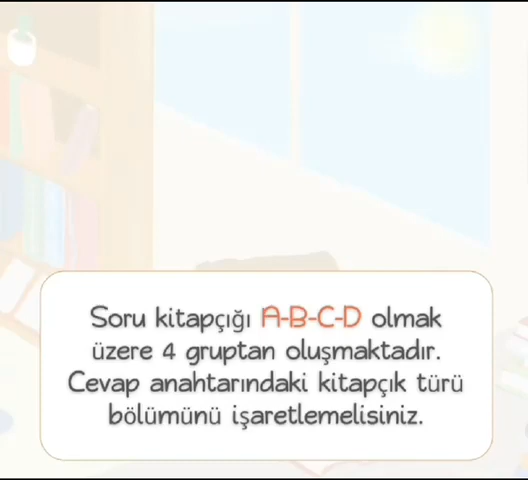 Soru kitapçığı A-B-C-D olmak
üzere 4 gruptan oluşmaktadır.
Cevap anahtarındaki kitapçık türü
bölümünü işaretlemelisiniz.